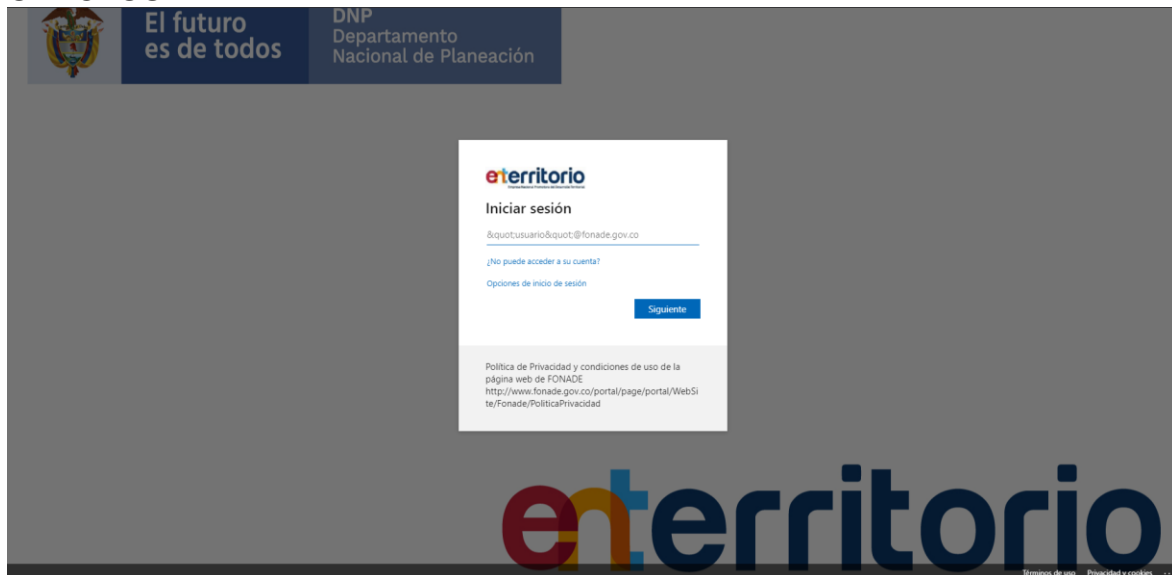 El futuro
es de todos
DNP
Departamento
Nacional de Planeación
enterritorio
Iniciar sesión
&quot;usuario&quot;@fonade.gov.co
¿No puede acceder a su cuenta?
Opciones de inicio de sesión
Siguiente
Política de Privacidad y condiciones de uso de la
página web de FONADE
http://www.fonade.gov.co/portal/page/portal/WebSi
te/Fonade/PoliticaPrivacidad
enterritorio
Términos de uso Privacidad y cookies ...